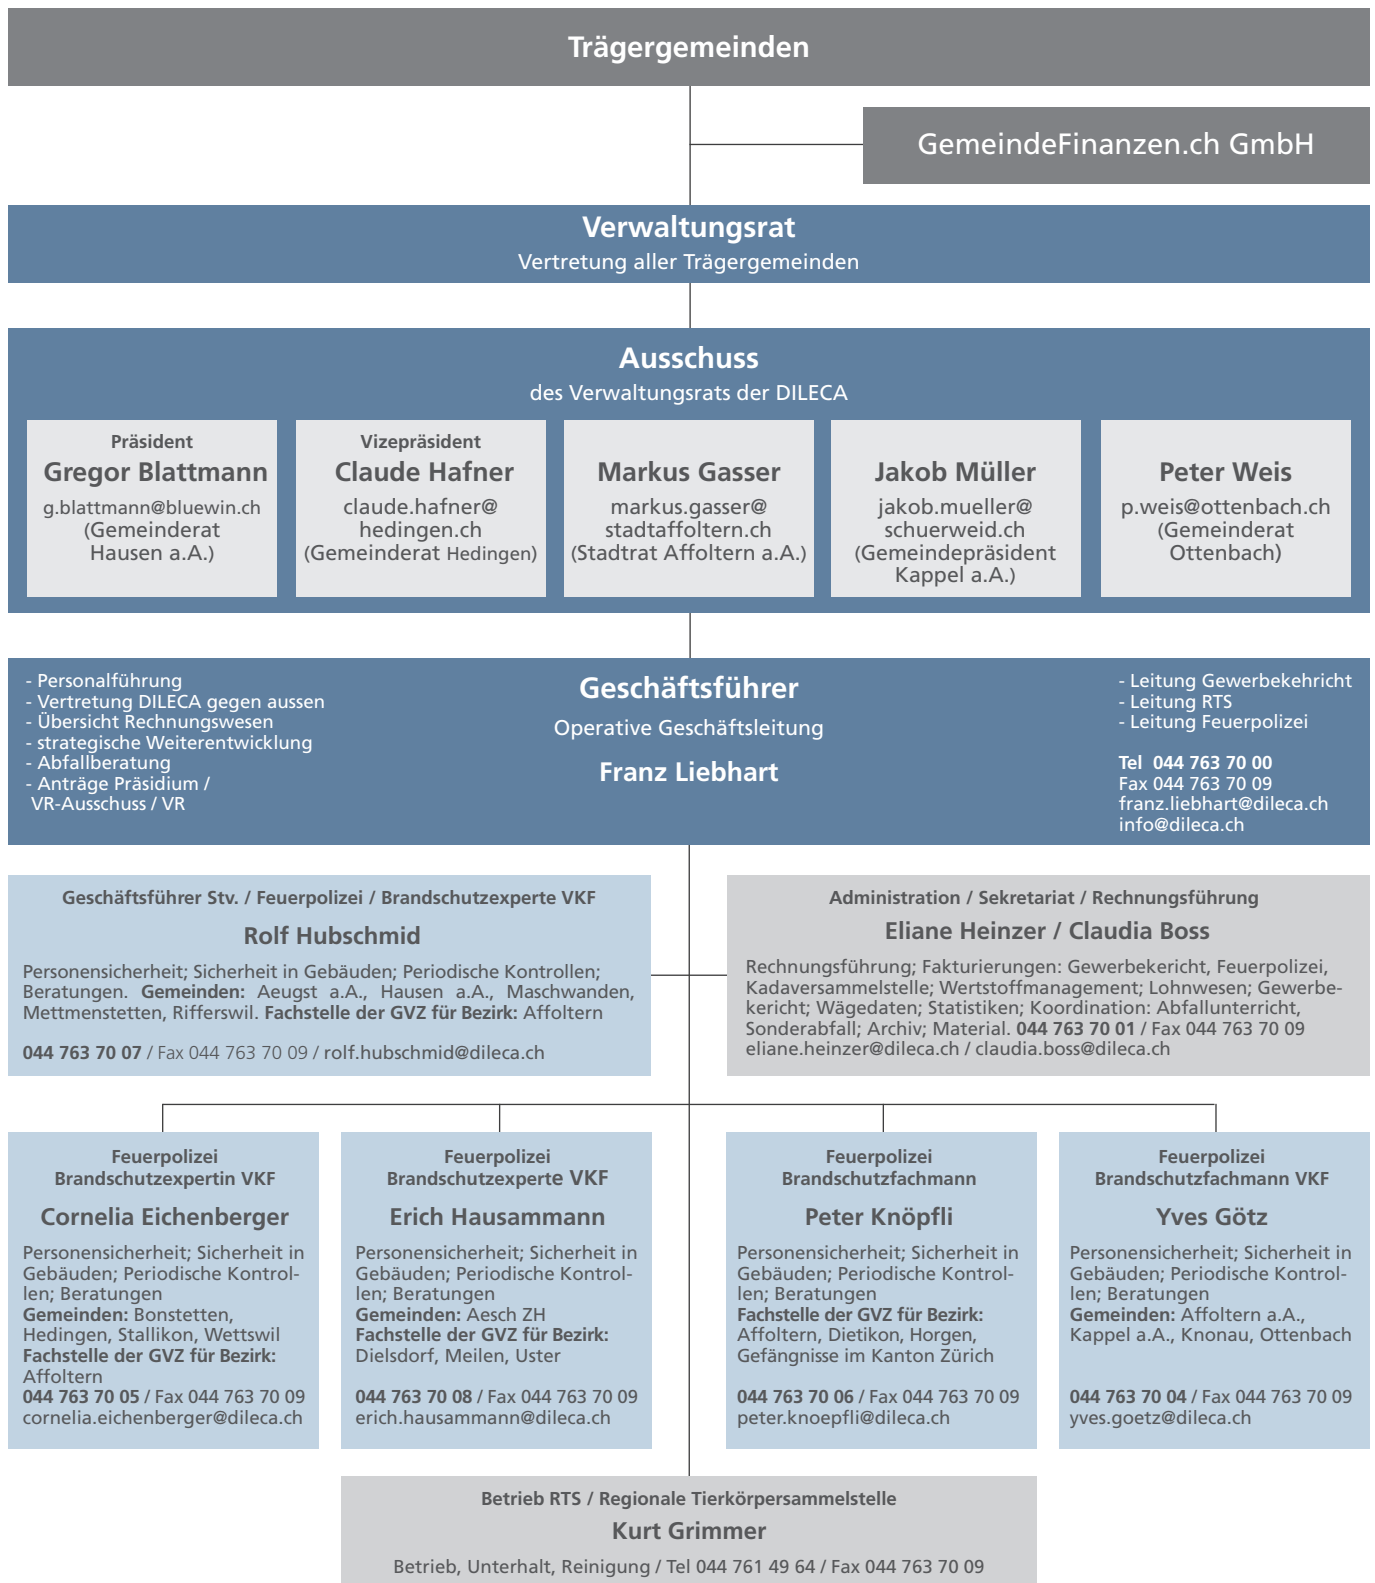 Trägergemeinden
GemeindeFinanzen.ch GmbH
Verwaltungsrat
Vertretung aller Trägergemeinden
Ausschuss
des Verwaltungsrats der DILECA
Präsident
Gregor Blattmann
g.blattmann@bluewin.ch
(Gemeinderat
Hausen a.A.)
Vizepräsident
Claude Hafner
claude.hafner@
hedingen.ch
(Gemeinderat Hedingen)
Markus Gasser
markus.gasser@
stadtaffoltern.ch
(Stadtrat Affoltern a.A.)
Jakob Müller
jakob.mueller@
schuerweid.ch
(Gemeindepräsident
Kappel a.A.)
Peter Weis
p.weis@ottenbach.ch
(Gemeinderat
Ottenbach)
- Personalführung
- Vertretung DILECA gegen aussen
- Übersicht Rechnungswesen
- strategische Weiterentwicklung
- Abfallberatung
- Anträge Präsidium /
VR-Ausschuss / VR
Geschäftsführer
Operative Geschäftsleitung
Franz Liebhart
- Leitung Gewerbekehricht
- Leitung RTS
- Leitung Feuerpolizei
Tel 044 763 70 00
Fax 044 763 70 09
franz.liebhart@dileca.ch
info@dileca.ch
Geschäftsführer Stv. / Feuerpolizei / Brandschutzexperte VKF
Rolf Hubschmid
Personensicherheit; Sicherheit in Gebäuden; Periodische Kontrollen;
Beratungen. Gemeinden: Aeugst a.A., Hausen a.A., Maschwanden,
Mettmenstetten, Rifferswil. Fachstelle der GVZ für Bezirk: Affoltern
044 763 70 07 / Fax 044 763 70 09 / rolf.hubschmid@dileca.ch
Administration / Sekretariat / Rechnungsführung
Eliane Heinzer / Claudia Boss
Rechnungsführung; Fakturierungen: Gewerbekericht, Feuerpolizei,
Kadaversammelstelle; Wertstoffmanagement; Lohnwesen; Gewerbe-
kericht; Wägedaten; Statistiken; Koordination: Abfallunterricht,
Sonderabfall; Archiv; Material. 044 763 70 01 / Fax 044 763 70 09
eliane.heinzer@dileca.ch / claudia.boss@dileca.ch
Feuerpolizei
Brandschutzexpertin VKF
Cornelia Eichenberger
Personensicherheit; Sicherheit in
Gebäuden; Periodische Kontrol-
len; Beratungen
Gemeinden: Bonstetten,
Hedingen, Stallikon, Wettswil
Fachstelle der GVZ für Bezirk:
Affoltern
044 763 70 05 / Fax 044 763 70 09
cornelia.eichenberger@dileca.ch
Feuerpolizei
Brandschutzexperte VKF
Erich Hausammann
Personensicherheit; Sicherheit in
Gebäuden; Periodische Kontrol-
len; Beratungen
Gemeinden: Aesch ZH
Fachstelle der GVZ für Bezirk:
Dielsdorf, Meilen, Uster
044 763 70 08 / Fax 044 763 70 09
erich.hausammann@dileca.ch
Feuerpolizei
Brandschutzfachmann
Peter Knöpfli
Personensicherheit; Sicherheit in
Gebäuden; Periodische Kontrol-
len; Beratungen
Fachstelle der GVZ für Bezirk:
Affoltern, Dietikon, Horgen,
Gefängnisse im Kanton Zürich
044 763 70 06 / Fax 044 763 70 09
peter.knoepfli@dileca.ch
Feuerpolizei
Brandschutzfachmann VKF
Yves Götz
Personensicherheit; Sicherheit in
Gebäuden; Periodische Kontrol-
len; Beratungen
Gemeinden: Affoltern a.A.,
Kappel a.A., Knonau, Ottenbach
044 763 70 04 / Fax 044 763 70 09
yves.goetz@dileca.ch
Betrieb RTS / Regionale Tierkörpersammelstelle
Kurt Grimmer
Betrieb, Unterhalt, Reinigung / Tel 044 761 49 64 / Fax 044 763 70 09